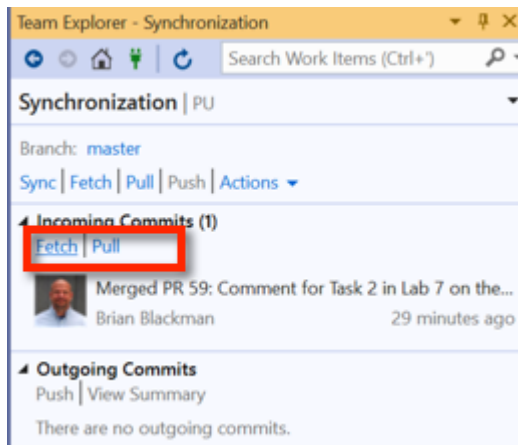 Team Explorer - Synchronization
Search Work Items (Ctrl+')
Synchronization | PU
Branch: master
Sync | Fetch | Pull | Push | Actions
Incoming Commits (1)
Fetch | Pull
Merged PR 59: Comment for Task 2 in Lab 7 on the...
Brian Blackman 29 minutes ago
Outgoing Commits
Push | View Summary
There are no outgoing commits.